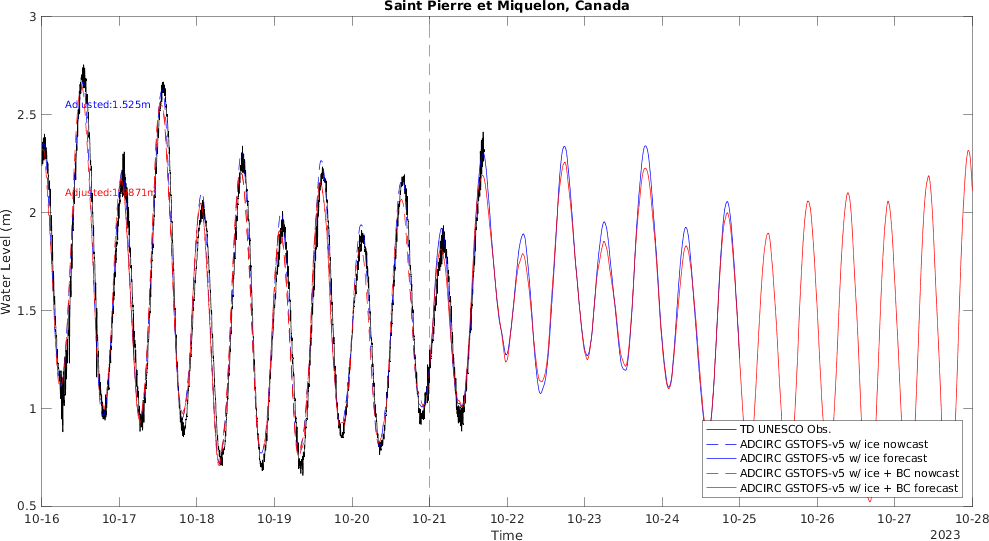 Saint Pierre et Miquelon, Canada
3
2.5
2
1.5
1
0.5
Water Level (m)
Adjusted:1.525m
10-16
10-17
10-18
10-19
10-20
10-21
10-22
10-23
10-24
10-25
10-26
10-27
10-28
Time
2023
TD UNESCO Obs.
ADCIRC GSTOFS-v5 w/ ice nowcast
ADCIRC GSTOFS-v5 w/ ice forecast
ADCIRC GSTOFS-v5 w/ ice + BC nowcast
ADCIRC GSTOFS-v5 w/ ice + BC forecast